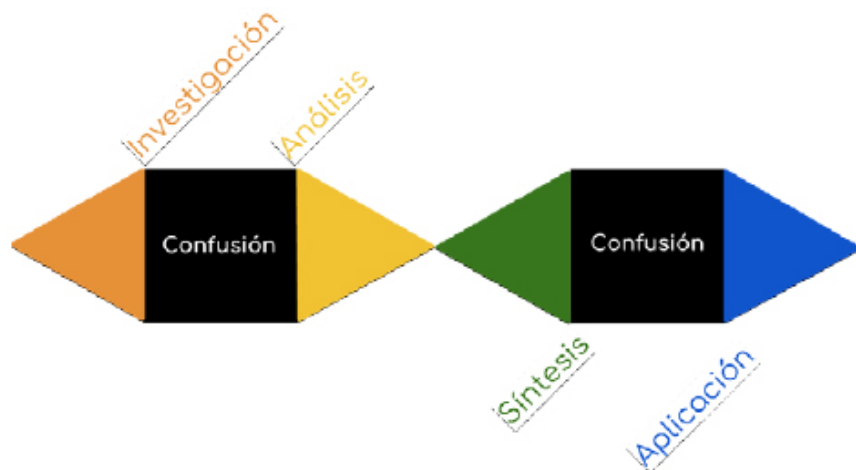 Investigación
Análisis
Confusión
Confusión
Síntesis
Aplicación